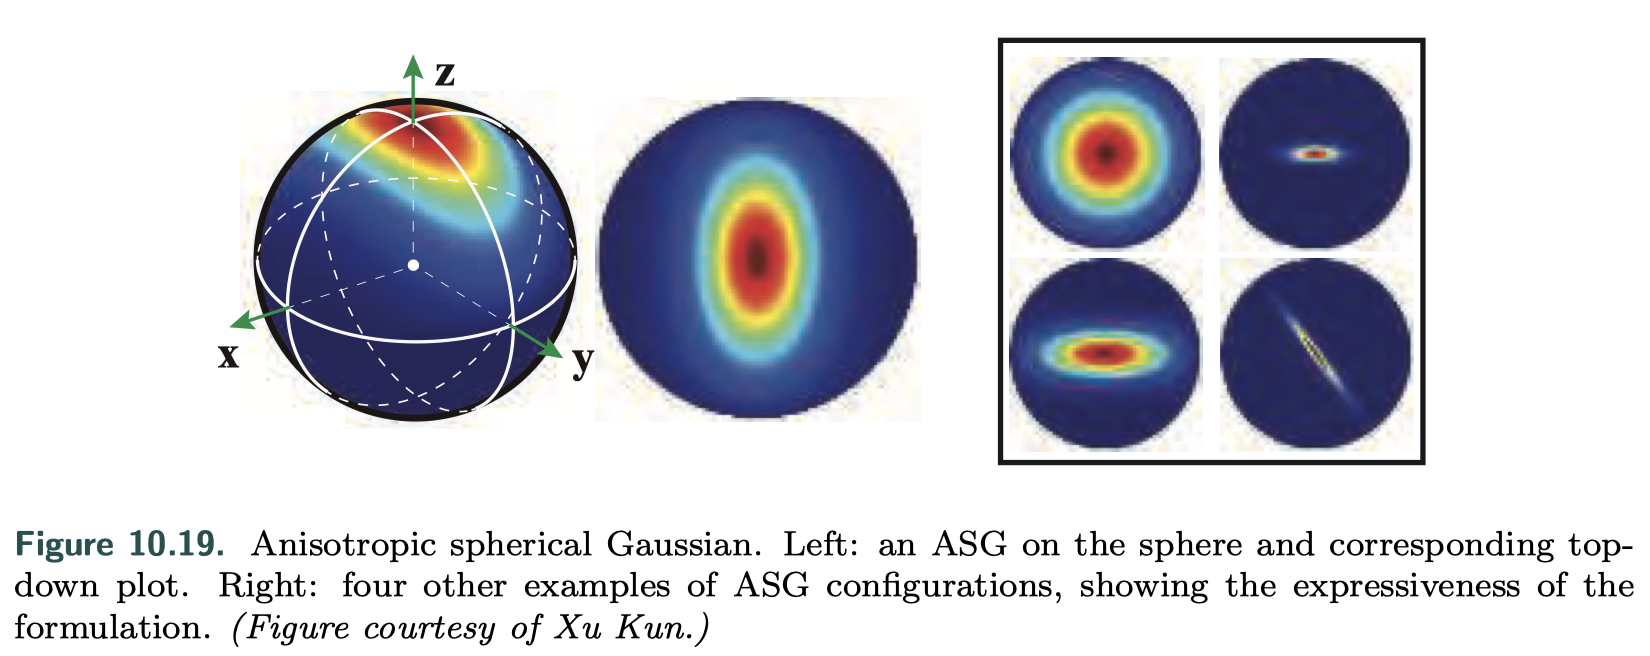 z
x
y
Figure 10.19. Anisotropic spherical Gaussian. Left: an ASG on the sphere and corresponding top-
down plot. Right: four other examples of ASG configurations, showing the expressiveness of the
formulation. (Figure courtesy of Xu Kun.)